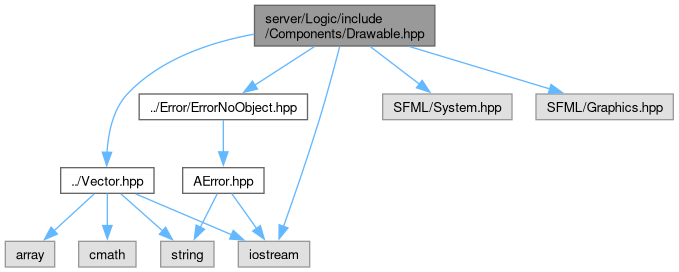 server/Logic/include
/Components/Drawable.hpp
../Error/ErrorNoObject.hpp
SFML/System.hpp
SFML/Graphics.hpp
../Vector.hpp
AError.hpp
array
cmath
string
iostream